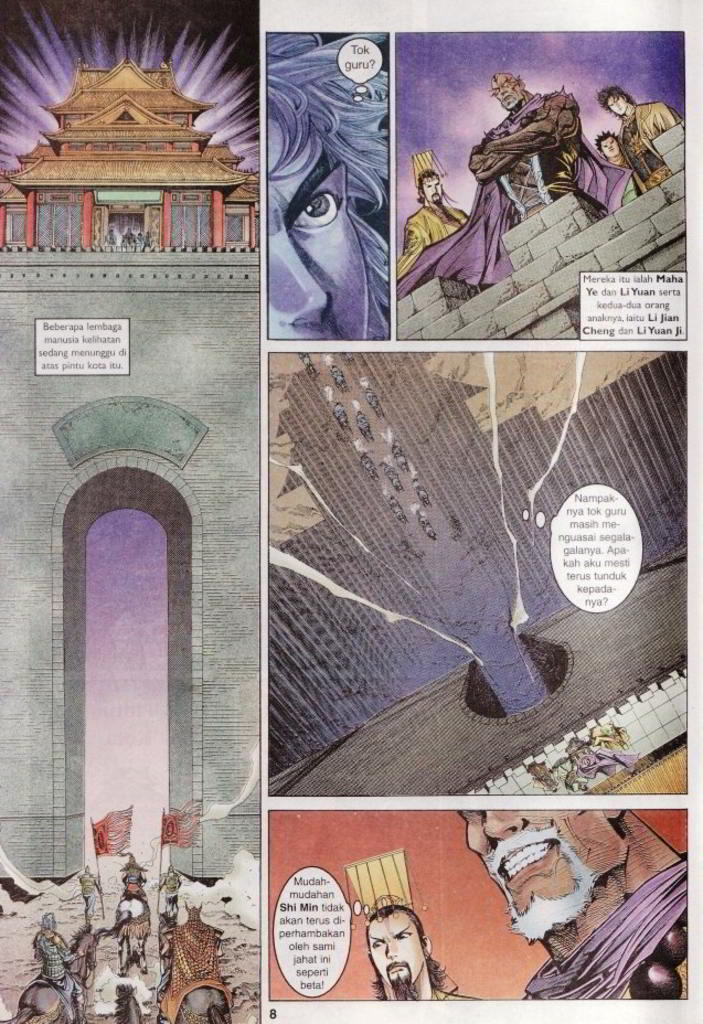 Beberapa lembaga
manusia kelihatan
sedang menunggu di
atas pintu kota itu.
Tok
guru?
Mereka itu ialah Maha
Ye dan Li Yuan serta
kedua-dua orang
anaknya, iaitu Li Jian
Cheng dan Li Yuan Ji.
Nampak-
nya tok guru
masih me-
nguasai segala-
galanya. Apa-
kah aku mesti
terus tunduk
kepada-
nya?
Mudah-
mudahan
Shi Min tidak
akan terus di-
perhambakan
oleh sami
jahat ini
seperti
beta!
8